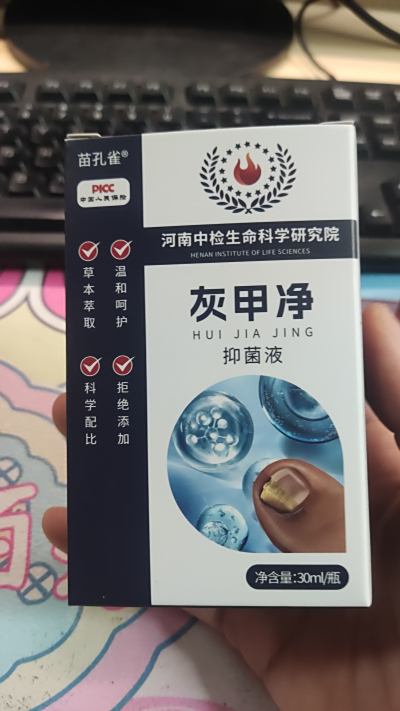 苗孔雀®
PICC
中国人民保险
草本萃取
温和呵护
科学配比
拒绝添加
河南中检生命科学研究院
HENAN INSTITUTE OF LIFE SCIENCES
灰甲净
HUI JIA JING
抑菌液
净含量:30ml/瓶